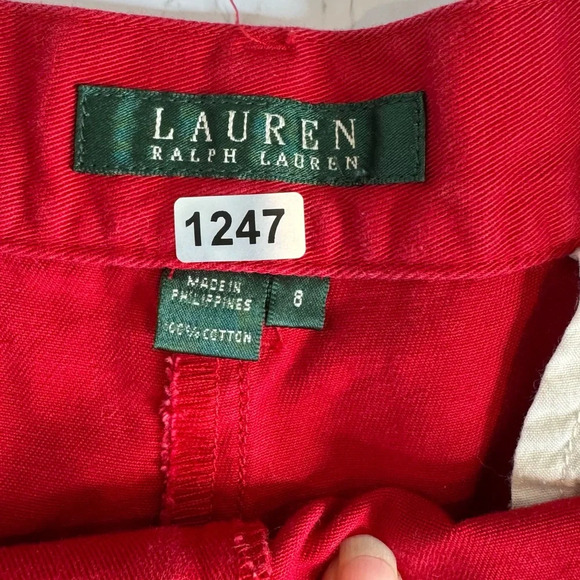 LAUREN
RALPH LAUREN
1247
MADE IN
PHILIPPINES
100% COTTON
8